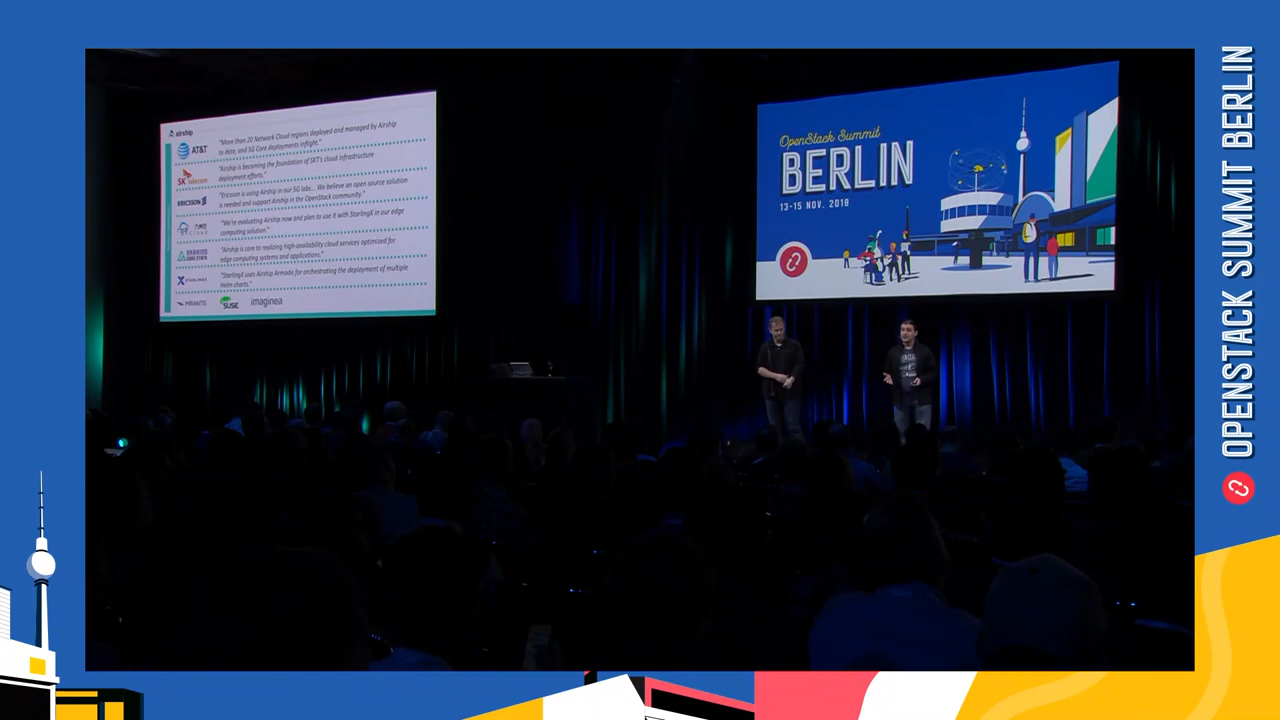 airship
AT&T
"More than 20 Network Cloud regions deployed and managed by Airship
to date, and 5G Core deployments inflight."
SK telecom
"Airship is becoming the foundation of SKT's cloud infrastructure
deployment efforts."
ERICSSON
"Ericsson is using Airship in our 5G labs... We believe an open source solution
is needed and support Airship in the OpenStack community."
CLOUD
"We're evaluating Airship now and plan to use it with StarlingX in our edge
computing solution."
AKRAINO
EDGE STACK
"Airship is core to realizing high-availability cloud services optimized for
edge computing systems and applications."
STARLINGX
"StarlingX uses Airship Armada for orchestrating the deployment of multiple
Helm charts."
MIRANTIS
SUSE
imaginea
OpenStack Summit
BERLIN
13-15 NOV. 2018
OPENSTACK SUMMIT BERLIN